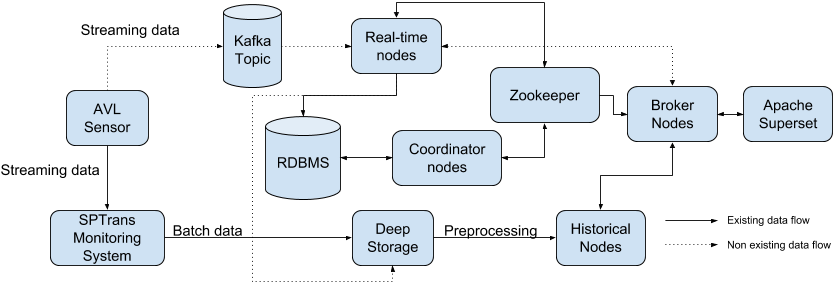 Streaming data
Kafka
Topic
Real-time
nodes
Zookeeper
AVL
Sensor
Broker
Nodes
Apache
Superset
RDBMS
Coordinator
nodes
Streaming data
SPTrans
Monitoring
System
Batch data
Deep
Storage
Preprocessing
Historical
Nodes
Existing data flow
Non existing data flow